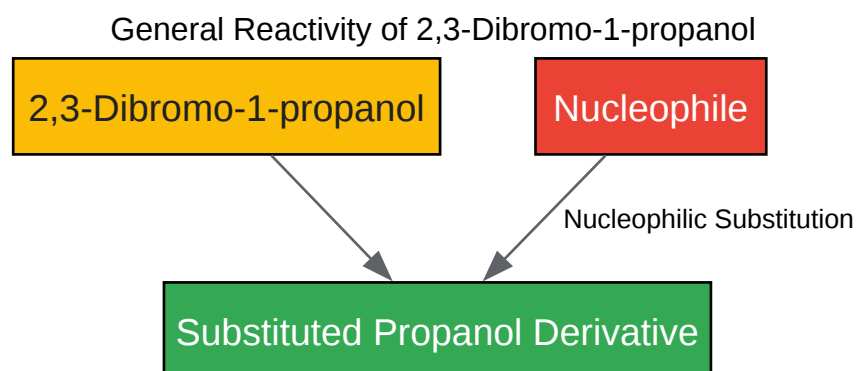 General Reactivity of 2,3-Dibromo-1-propanol
2,3-Dibromo-1-propanol
Nucleophile
Nucleophilic Substitution
Substituted Propanol Derivative